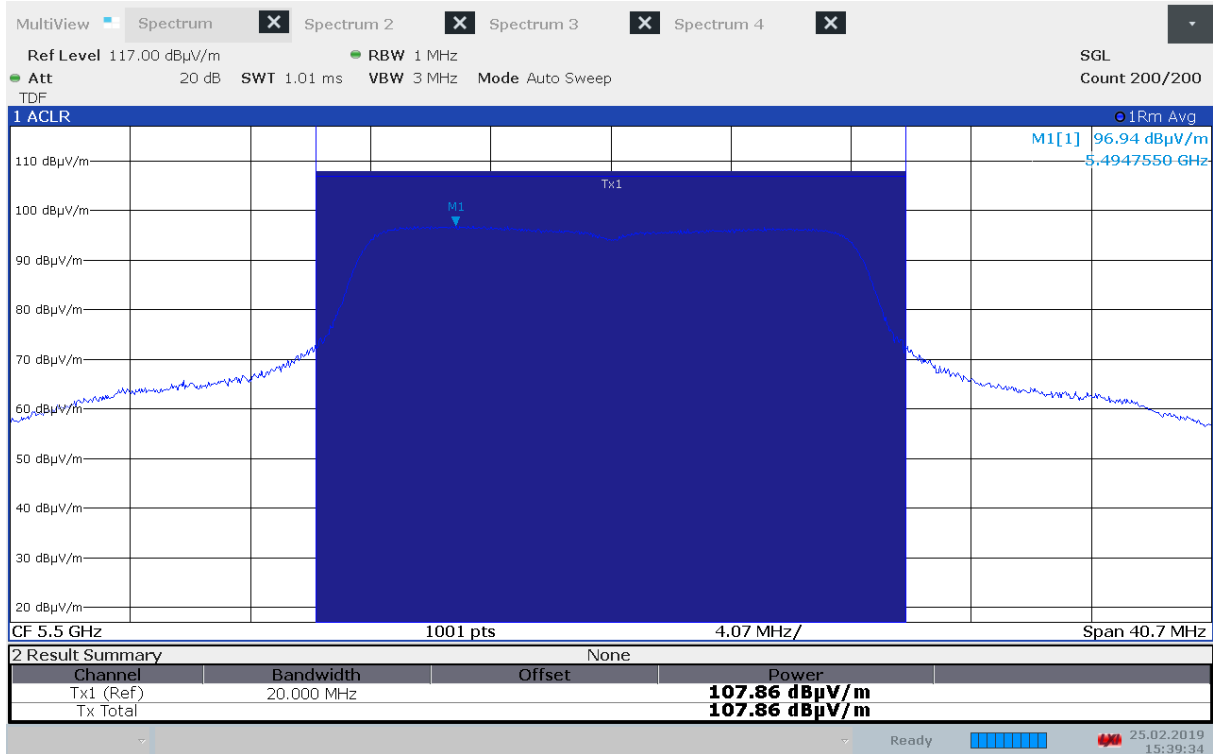 MultiView Spectrum Spectrum 2 Spectrum 3 Spectrum 4
Ref Level 117.00 dBµV/m RBW 1 MHz SGL
Att 20 dB SWT 1.01 ms VBW 3 MHz Mode Auto Sweep Count 200/200
TDF
1 ACLR 1Rm Avg
M1[1] 96.94 dBµV/m
5.4947550 GHz
110 dBµV/m
Tx1
100 dBµV/m
M1
90 dBµV/m
80 dBµV/m
70 dBµV/m
60 dBµV/m
50 dBµV/m
40 dBµV/m
30 dBµV/m
20 dBµV/m
CF 5.5 GHz 1001 pts 4.07 MHz/ Span 40.7 MHz
2 Result Summary None
Channel Bandwidth Offset Power
Tx1 (Ref) 20.000 MHz 107.86 dBµV/m
Tx Total 107.86 dBµV/m
Ready 25.02.2019
15:39:34